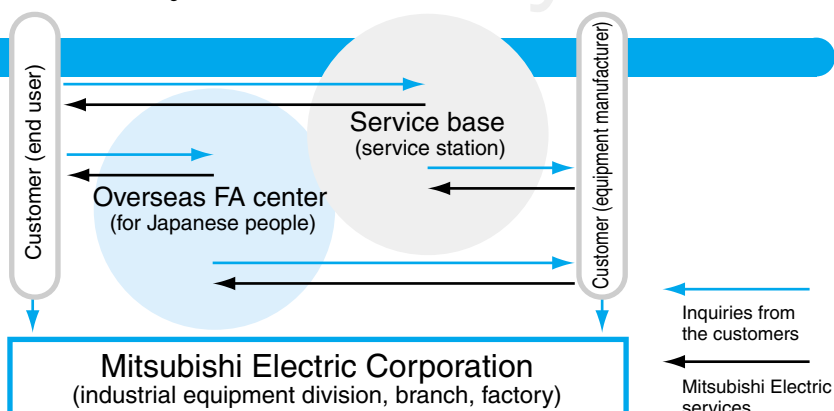 Customer (end user)
Service base
(service station)
Overseas FA center
(for Japanese people)
Customer (equipment manufacturer)
Mitsubishi Electric Corporation
(industrial equipment division, branch, factory)
Inquiries from
the customers
Mitsubishi Electric
services